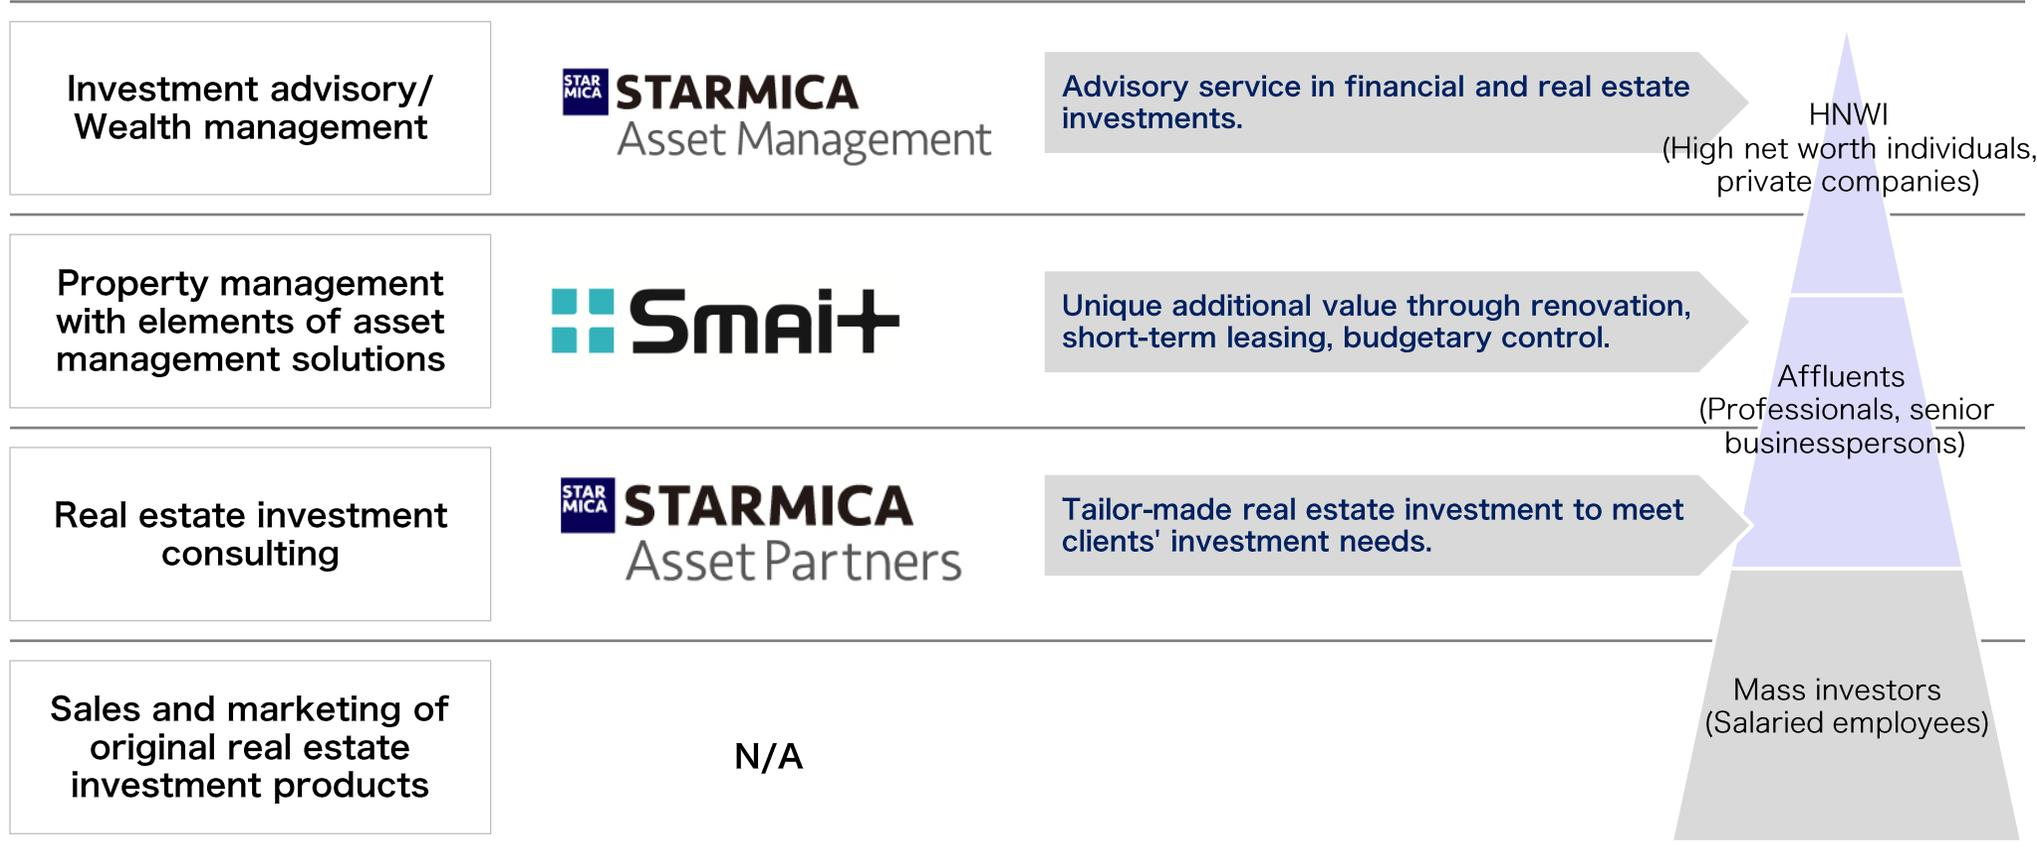 Investment advisory/
Wealth management
STAR
MICA
STARMICA
Asset Management
Advisory service in financial and real estate
investments.
HNWI
(High net worth individuals,
private companies)
Property management
with elements of asset
management solutions
Smai+
Unique additional value through renovation,
short-term leasing, budgetary control.
Affluents
(Professionals, senior
businesspersons)
Real estate investment
consulting
STAR
MICA
STARMICA
Asset Partners
Tailor-made real estate investment to meet
clients' investment needs.
Sales and marketing of
original real estate
investment products
N/A
Mass investors
(Salaried employees)